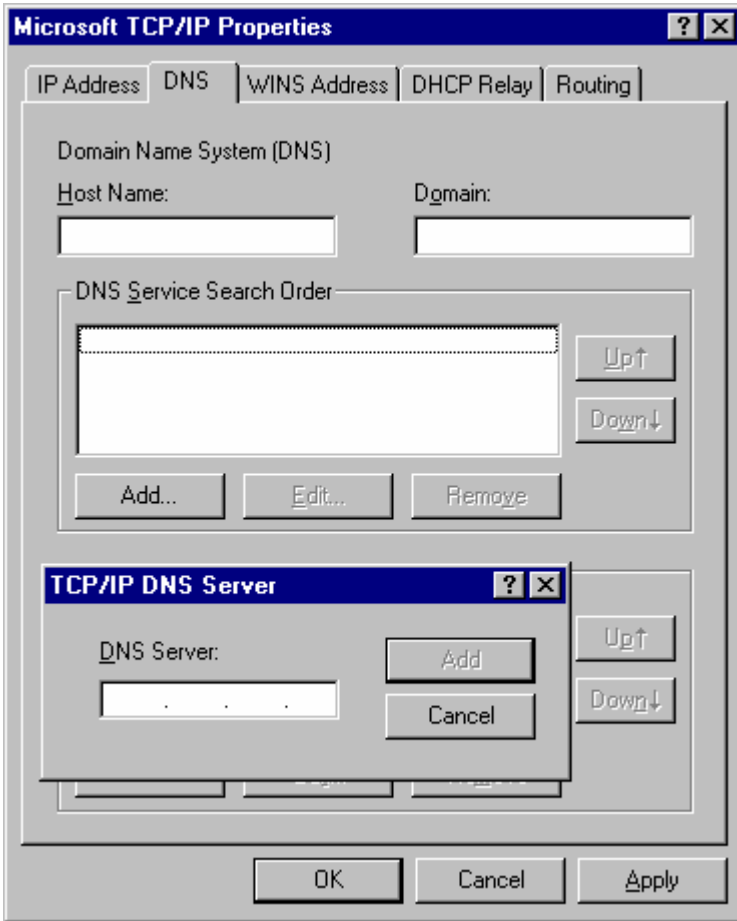 Microsoft TCP/IP Properties
IP Address DNS WINS Address DHCP Relay Routing
Domain Name System (DNS)
Host Name: Domain:
DNS Service Search Order
Up↑
Down↓
Add... Edit... Remove
TCP/IP DNS Server
DNS Server:
Add
Cancel
Up↑
Down↓
OK Cancel Apply